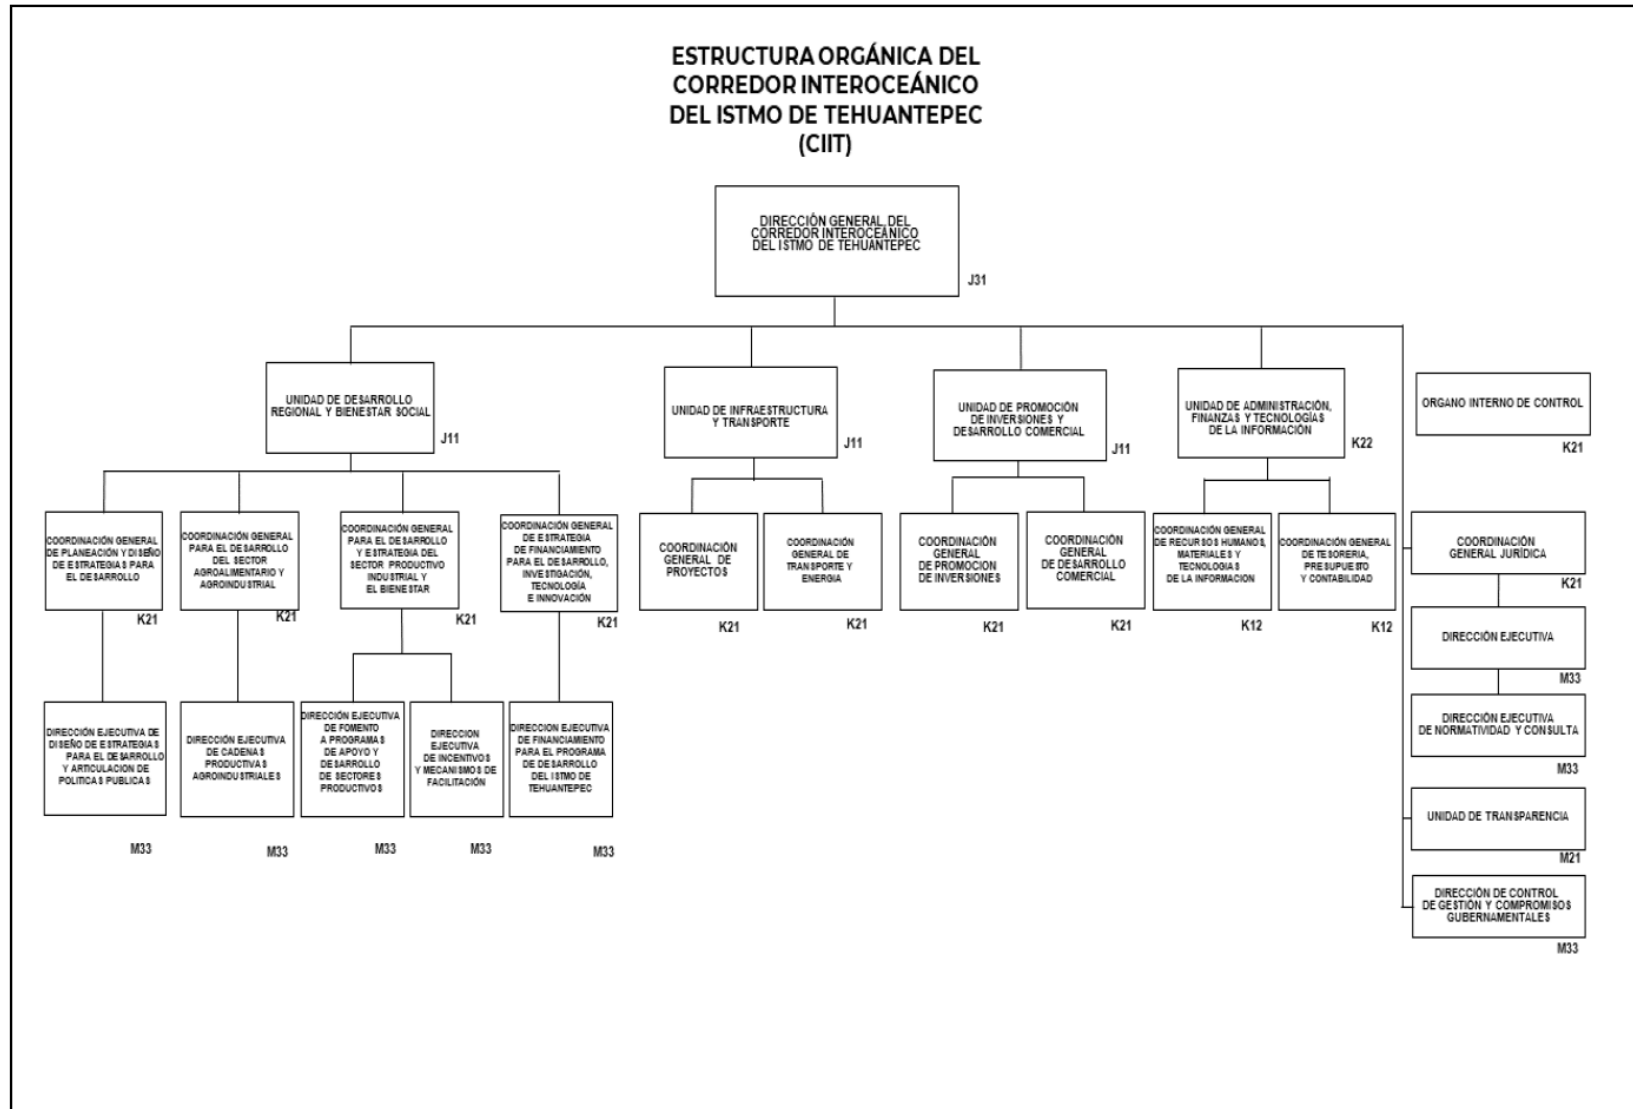 ESTRUCTURA ORGÁNICA DEL
CORREDOR INTEROCEÁNICO
DEL ISTMO DE TEHUANTEPEC
(CIIT)
DIRECCIÓN GENERAL DEL
CORREDOR INTEROCEÁNICO
DEL ISTMO DE TEHUANTEPEC
J31
UNIDAD DE DESARROLLO
REGIONAL Y BIENESTAR SOCIAL
J11
UNIDAD DE INFRAESTRUCTURA
Y TRANSPORTE
J11
UNIDAD DE PROMOCIÓN
DE INVERSIONES Y
DESARROLLO COMERCIAL
J11
UNIDAD DE ADMINISTRACIÓN,
FINANZAS Y TECNOLOGÍAS
DE LA INFORMACIÓN
K22
ORGANO INTERNO DE CONTROL
K21
COORDINACIÓN GENERAL
DE PLANEACIÓN Y DISEÑO
DE ESTRATEGIAS PARA
EL DESARROLLO
K21
COORDINACIÓN GENERAL
PARA EL DESARROLLO
DEL SECTOR
AGROALIMENTARIO Y
AGROINDUSTRIAL
K21
COORDINACIÓN GENERAL
PARA EL DESARROLLO
Y ESTRATEGIA DEL
SECTOR PRODUCTIVO
INDUSTRIAL Y
EL BIENESTAR
K21
COORDINACIÓN GENERAL
DE ESTRATEGIA
DE FINANCIAMIENTO
PARA EL DESARROLLO,
INVESTIGACIÓN,
TECNOLOGÍA
E INNOVACIÓN
K21
COORDINACIÓN
GENERAL DE
PROYECTOS
K21
COORDINACIÓN
GENERAL DE
TRANSPORTE Y
ENERGIA
K21
COORDINACIÓN
GENERAL
DE PROMOCION
DE INVERSIONES
K21
COORDINACIÓN
GENERAL
DE DESARROLLO
COMERCIAL
K21
COORDINACIÓN GENERAL
DE RECURSOS HUMANOS,
MATERIALES Y
TECNOLOGIAS
DE LA INFORMACION
K12
COORDINACIÓN GENERAL
DE TESORERIA,
PRESUPUESTO
Y CONTABILIDAD
K12
COORDINACIÓN
GENERAL JURÍDICA
K21
DIRECCIÓN EJECUTIVA
M33
DIRECCIÓN EJECUTIVA
DE NORMATIVIDAD Y CONSULTA
M33
UNIDAD DE TRANSPARENCIA
M21
DIRECCIÓN DE CONTROL
DE GESTIÓN Y COMPROMISOS
GUBERNAMENTALES
M33
DIRECCIÓN EJECUTIVA DE
DISEÑO DE ESTRATEGIAS
PARA EL DESARROLLO
Y ARTICULACION DE
POLITICAS PUBLICAS
M33
DIRECCIÓN EJECUTIVA
DE CADENAS
PRODUCTIVAS
AGROINDUSTRIALES
M33
DIRECCIÓN EJECUTIVA
DE FOMENTO
A PROGRAMAS
DE APOYO Y
DESARROLLO
DE SECTORES
PRODUCTIVOS
M33
DIRECCION
EJECUTIVA
DE INCENTIVOS
Y MECANISMOS DE
FACILITACIÓN
M33
DIRECCION EJECUTIVA
DE FINANCIAMIENTO
PARA EL PROGRAMA
DE DESARROLLO
DEL ISTMO DE
TEHUANTEPEC
M33